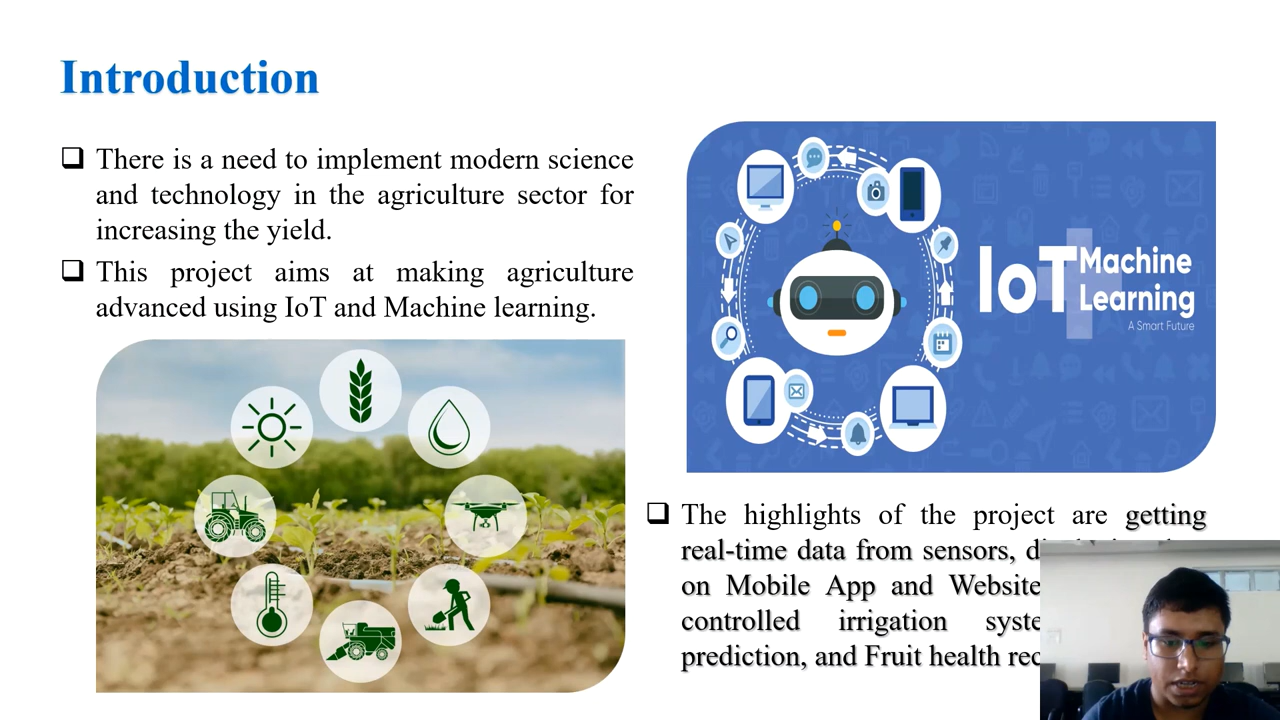 Introduction
There is a need to implement modern science
and technology in the agriculture sector for
increasing the yield.
This project aims at making agriculture
advanced using IoT and Machine learning.
IoT Machine
Learning
A Smart Future
The highlights of the project are getting
real-time data from sensors,
on Mobile App and Website
controlled irrigation
prediction, and Fruit health